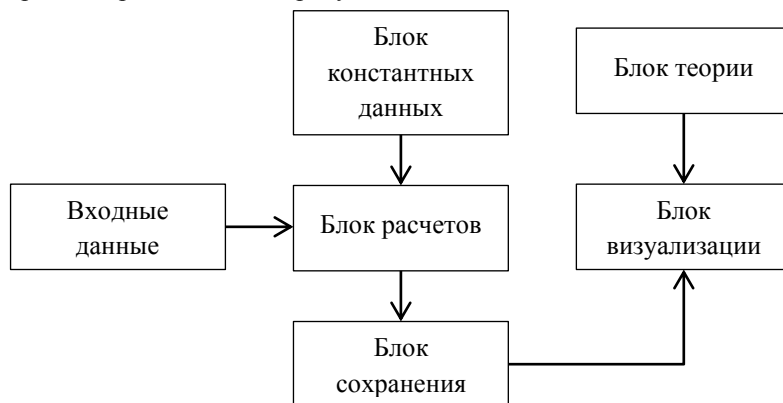 Блок
константных
данных
Блок теории
Входные
данные
Блок расчетов
Блок
визуализации
Блок
сохранения